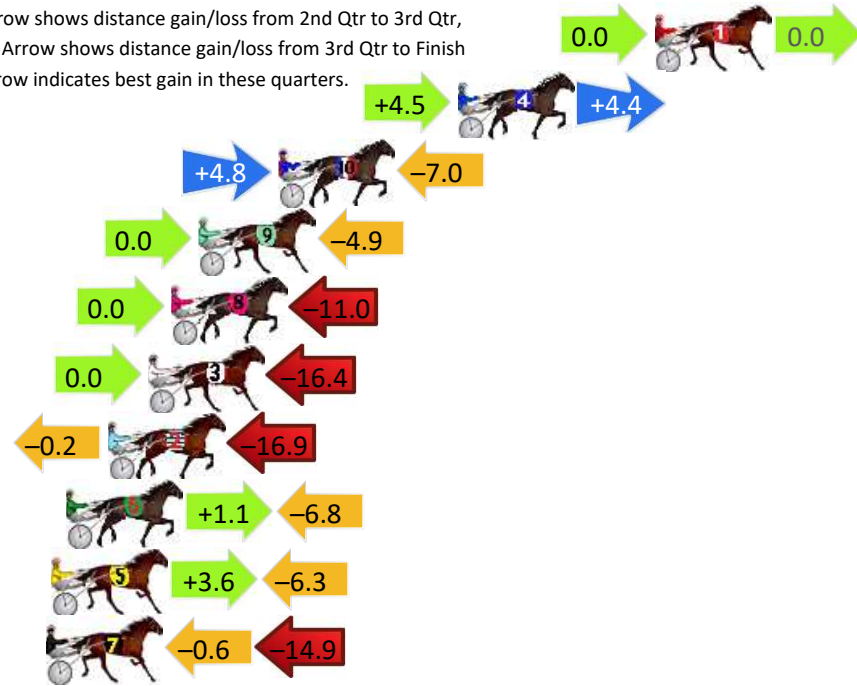 row shows distance gain/loss from 2nd Qtr to 3rd Qtr,
Arrow shows distance gain/loss from 3rd Qtr to Finish
row indicates best gain in these quarters.
0.0 1 0.0
+4.5 4 +4.4
+4.8 10 –7.0
0.0 9 –4.9
0.0 8 –11.0
0.0 3 –16.4
–0.2 2 –16.9
6 +1.1 –6.8
5 +3.6 –6.3
7 –0.6 –14.9